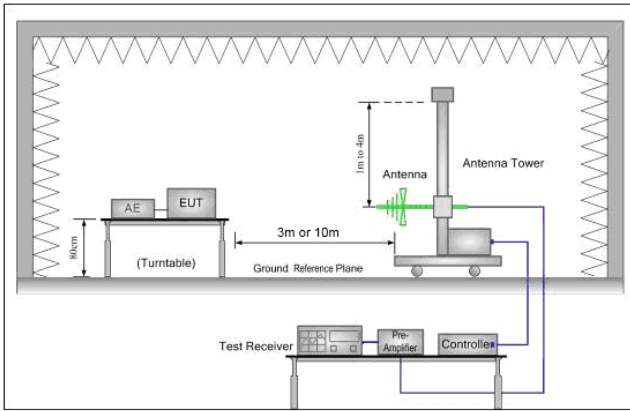 1m to 4m
Antenna
Antenna Tower
AE
EUT
80cm
(Turntable)
3m or 10m
Ground Reference Plane
Test Receiver
Pre-
Amplifier
Controlle